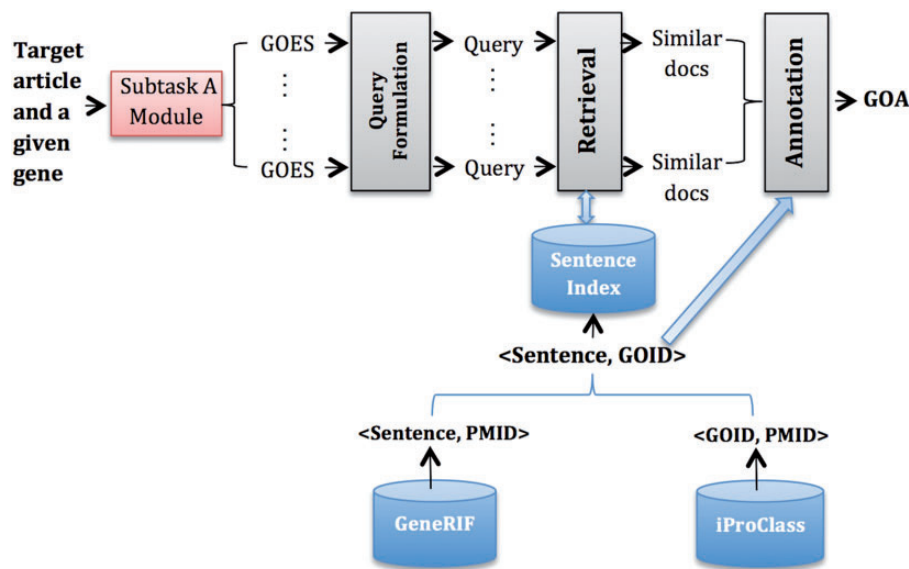 Target
article
and a
given
gene
Subtask A
Module
GOES
GOES
Query
Formulation
Query
Query
Retrieval
Similar
docs
Similar
docs
Annotation
GOA
Sentence
Index
<Sentence, GOID>
<Sentence, PMID>
<GOID, PMID>
GeneRIF
iProClass